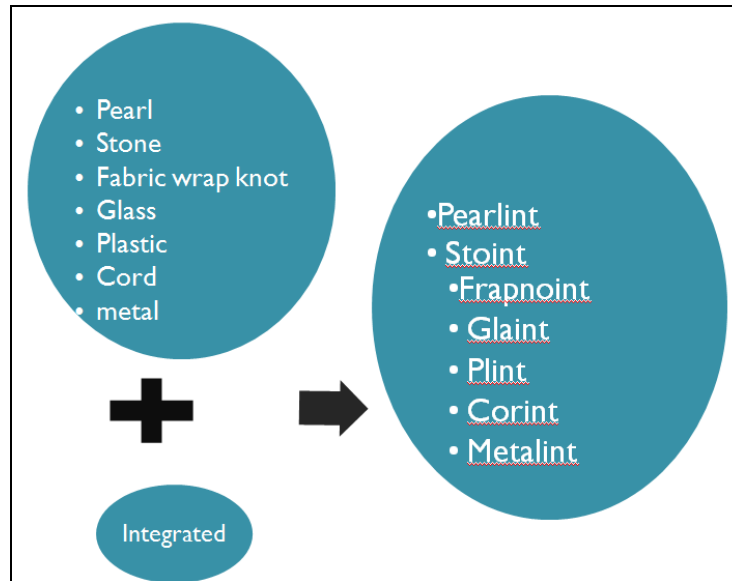 • Pearl
• Stone
• Fabric wrap knot
• Glass
• Plastic
• Cord
• metal
Integrated
•Pearlint
• Stoint
•Frapnoint
• Glaint
• Plint
• Corint
• Metalint